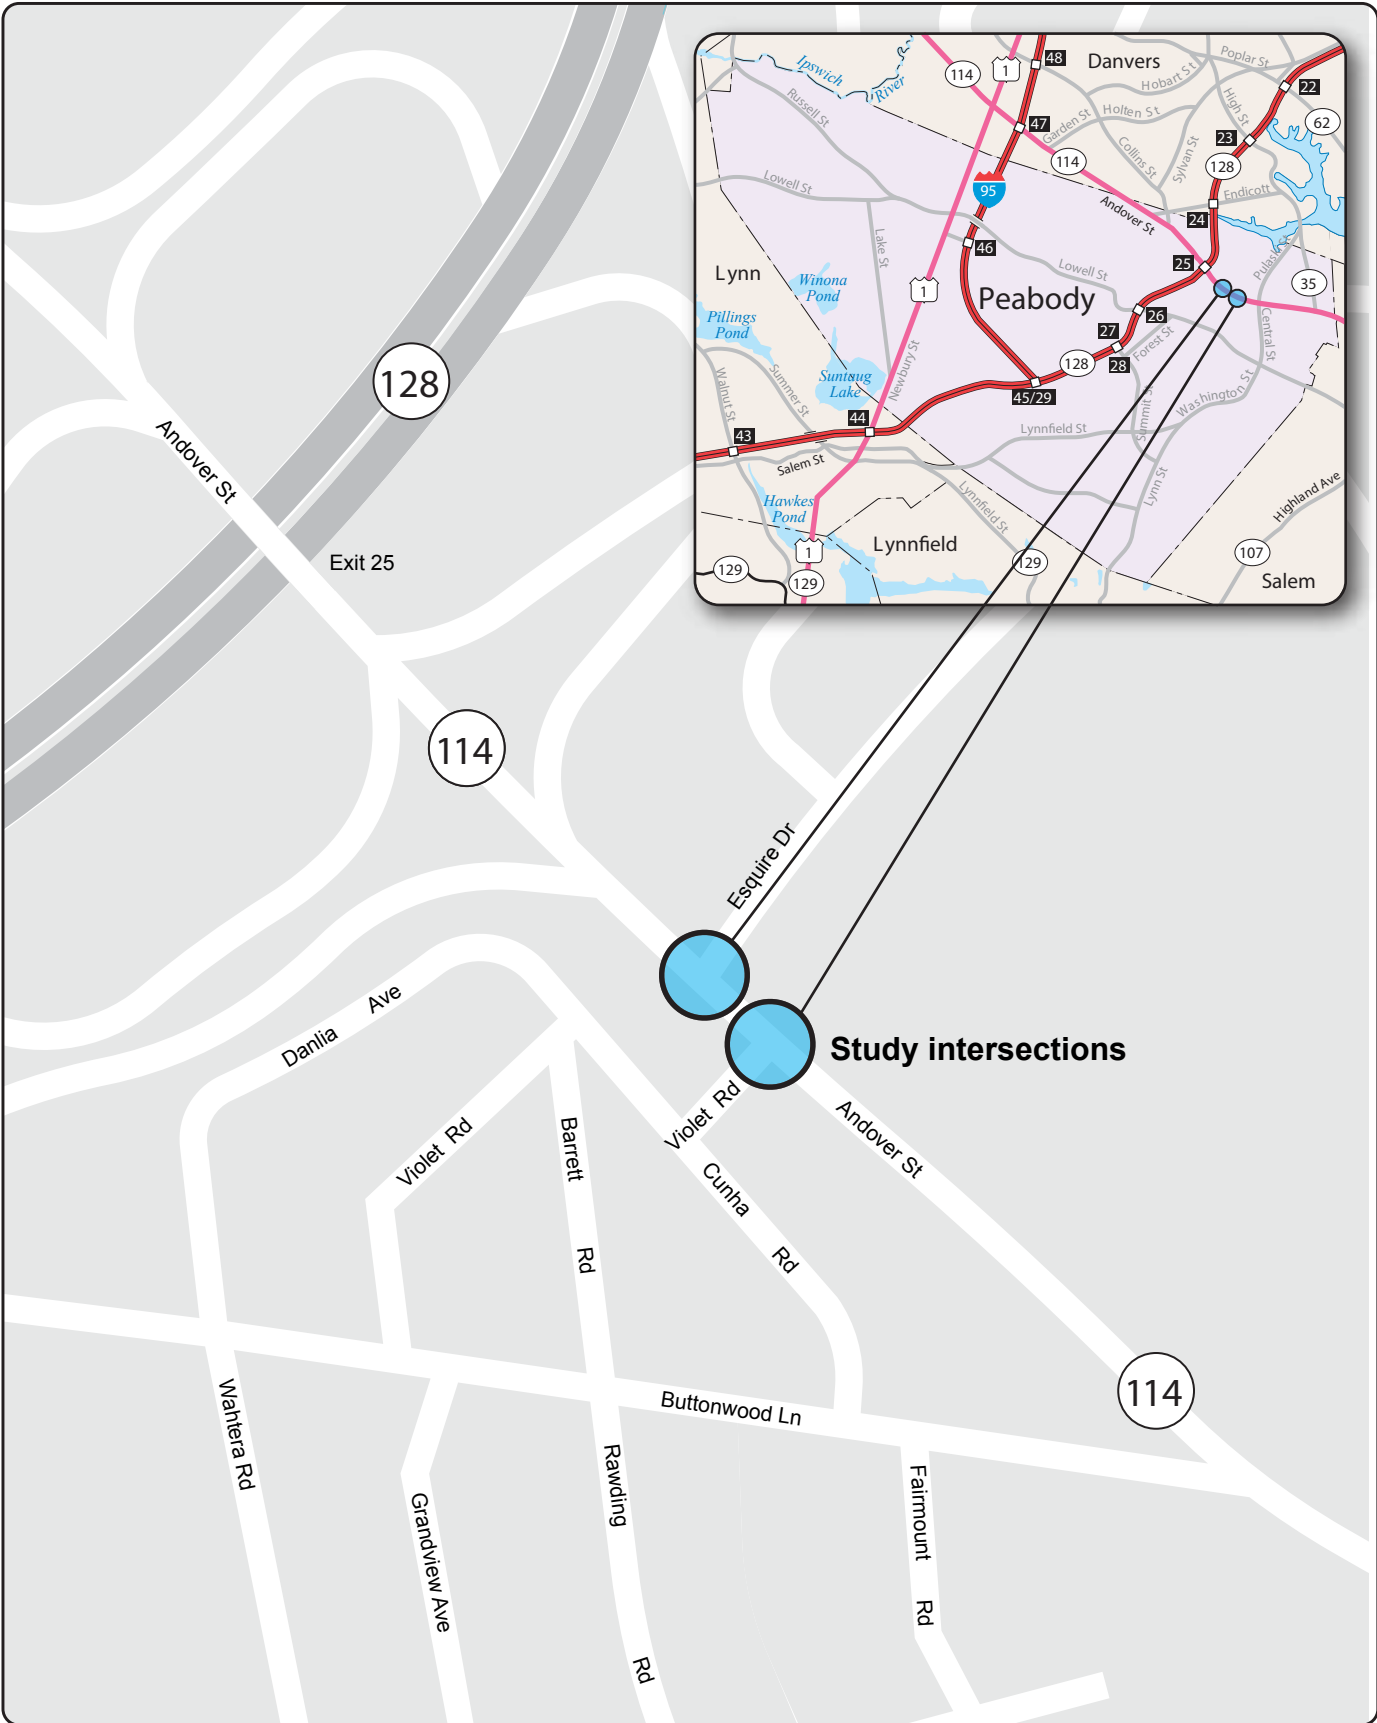 48
Danvers
Poplar St
Ipswich
River
114
1
Hobart St
22
Russell St
47
Garden St
Holten St
High St
62
Collins St
Sylvan St
23
114
128
Lowell St
95
Andover St
Endicott
24
Lake St
46
Lowell St
25
Pulaski St
Lynn
Winona
Pond
1
Peabody
35
Pillings
Pond
26
27
Central St
Forest St
Newbury St
128
28
Walnut St
Summer St
Suntaug
Lake
45/29
Summit St
Washington St
44
43
Lynnfield St
Salem St
Lynn St
Hawkes
Pond
Lynnfield St
Highland Ave
1
Lynnfield
129
107
129
129
Salem
128
Andover St
Exit 25
114
Esquire Dr
Study intersections
Danlia Ave
Violet Rd
Violet Rd
Andover St
Barrett Rd
Cunha Rd
114
Buttonwood Ln
Wahtera Rd
Grandview Ave
Rawding Rd
Fairmount Rd